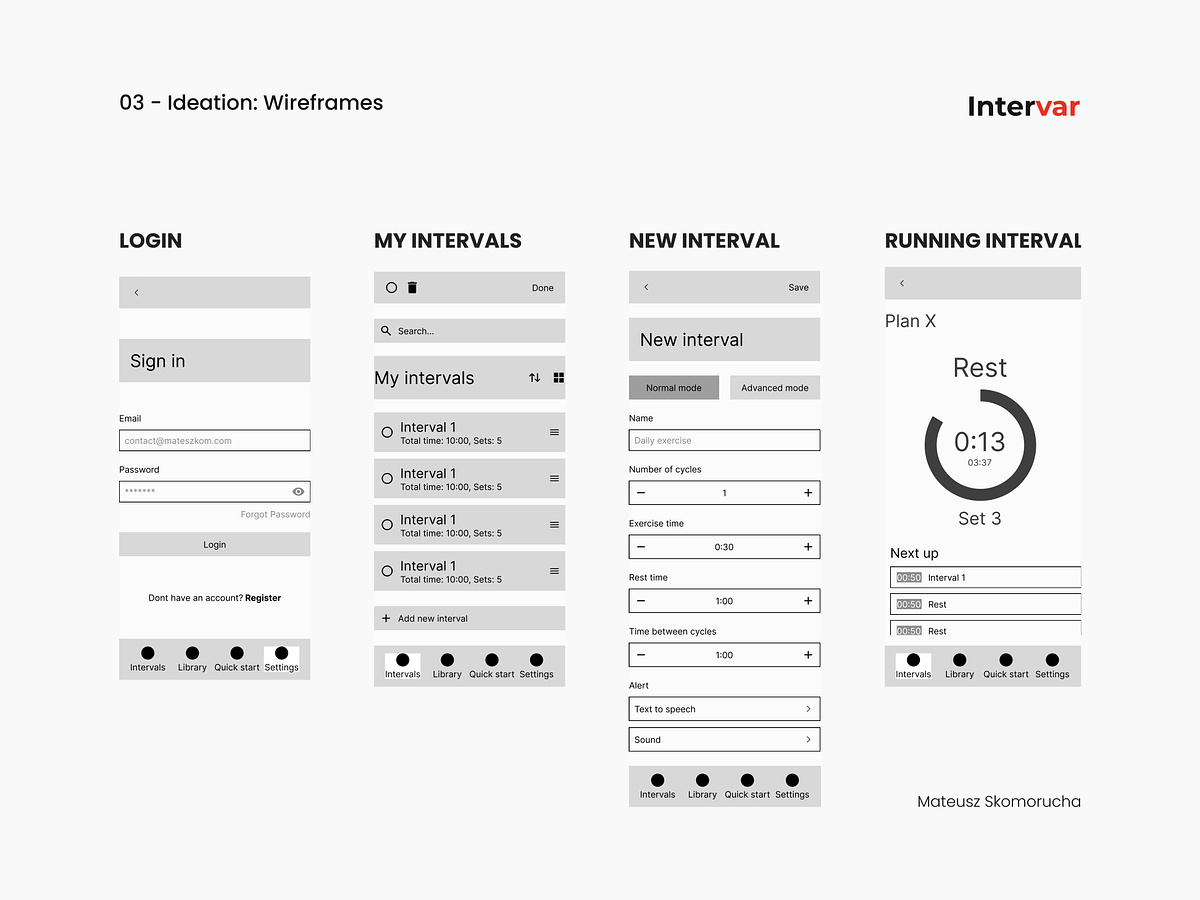 03 - Ideation: Wireframes
Intervar
LOGIN
Sign in
Email
contact@mateszkom.com
Password
*******
Forgot Password
Login
Dont have an account? Register
Intervals Library Quick start Settings
MY INTERVALS
Done
Search...
My intervals
Interval 1
Total time: 10:00, Sets: 5
Interval 1
Total time: 10:00, Sets: 5
Interval 1
Total time: 10:00, Sets: 5
Interval 1
Total time: 10:00, Sets: 5
+ Add new interval
Intervals Library Quick start Settings
NEW INTERVAL
Save
New interval
Normal mode Advanced mode
Name
Daily exercise
Number of cycles
− 1 +
Exercise time
− 0:30 +
Rest time
− 1:00 +
Time between cycles
− 1:00 +
Alert
Text to speech
Sound
Intervals Library Quick start Settings
RUNNING INTERVAL
Plan X
Rest
0:13
03:37
Set 3
Next up
00:50 Interval 1
00:50 Rest
00:50 Rest
Intervals Library Quick start Settings
Mateusz Skomorucha